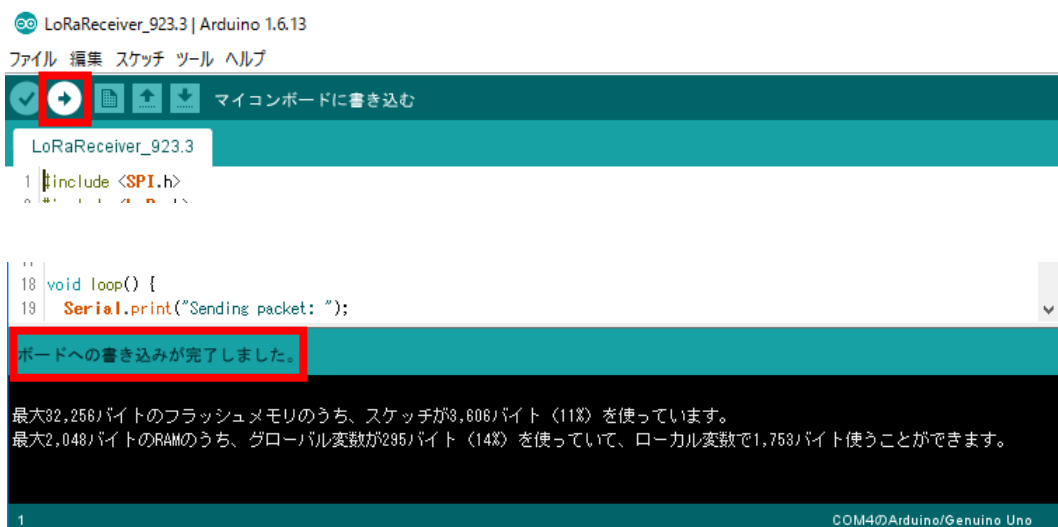 LoRaReceiver_923.3 | Arduino 1.6.13
ファイル 編集 スケッチ ツール ヘルプ
マイコンボードに書き込む
LoRaReceiver_923.3
1 #include <SPI.h>
18 void loop() {
19 Serial.print("Sending packet: ");
ボードへの書き込みが完了しました。
最大32,256バイトのフラッシュメモリのうち、スケッチが3,606バイト（11%）を使っています。
最大2,048バイトのRAMのうち、グローバル変数が295バイト（14%）を使っていて、ローカル変数で1,753バイト使うことができます。
1 COM4のArduino/Genuino Uno